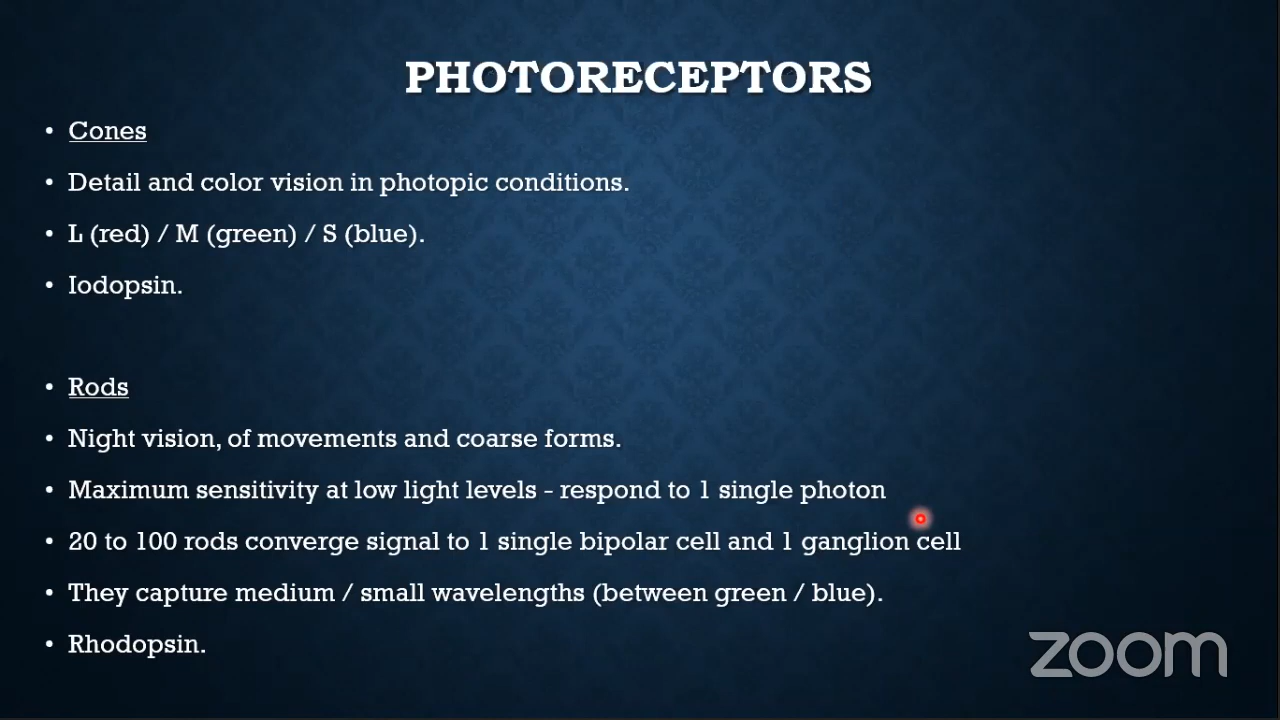 PHOTORECEPTORS
• Cones
• Detail and color vision in photopic conditions.
• L (red) / M (green) / S (blue).
• Iodopsin.
• Rods
• Night vision, of movements and coarse forms.
• Maximum sensitivity at low light levels - respond to 1 single photon
• 20 to 100 rods converge signal to 1 single bipolar cell and 1 ganglion cell
• They capture medium / small wavelengths (between green / blue).
• Rhodopsin.
zoom